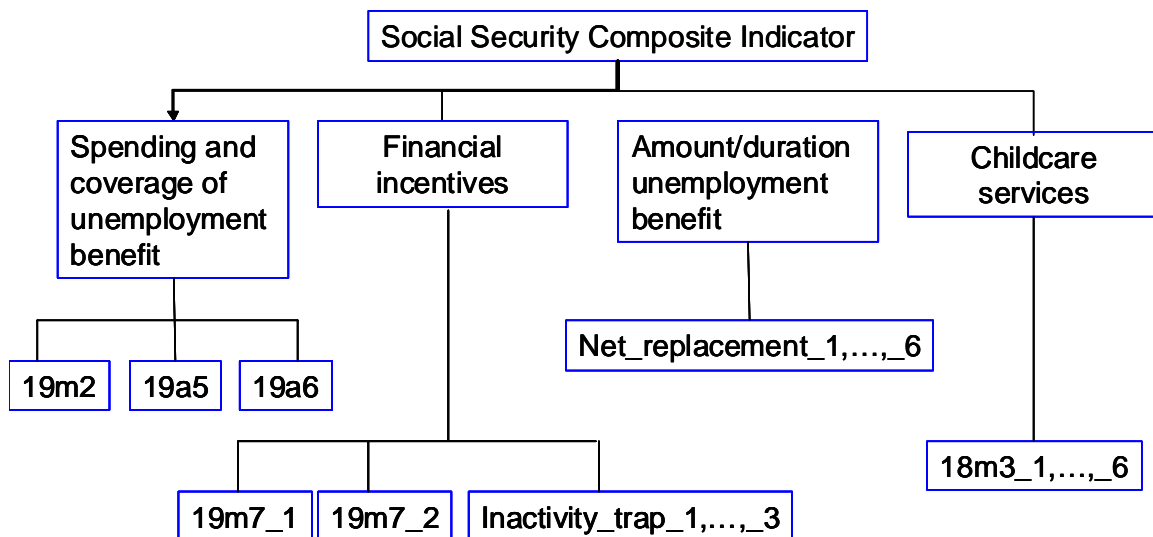 Social Security Composite Indicator
Spending and
coverage of
unemployment
benefit
Financial
incentives
Amount/duration
unemployment
benefit
Childcare
services
Net_replacement_1,…,_6
19m2
19a5
19a6
18m3_1,…,_6
19m7_1
19m7_2
Inactivity_trap_1,…,_3